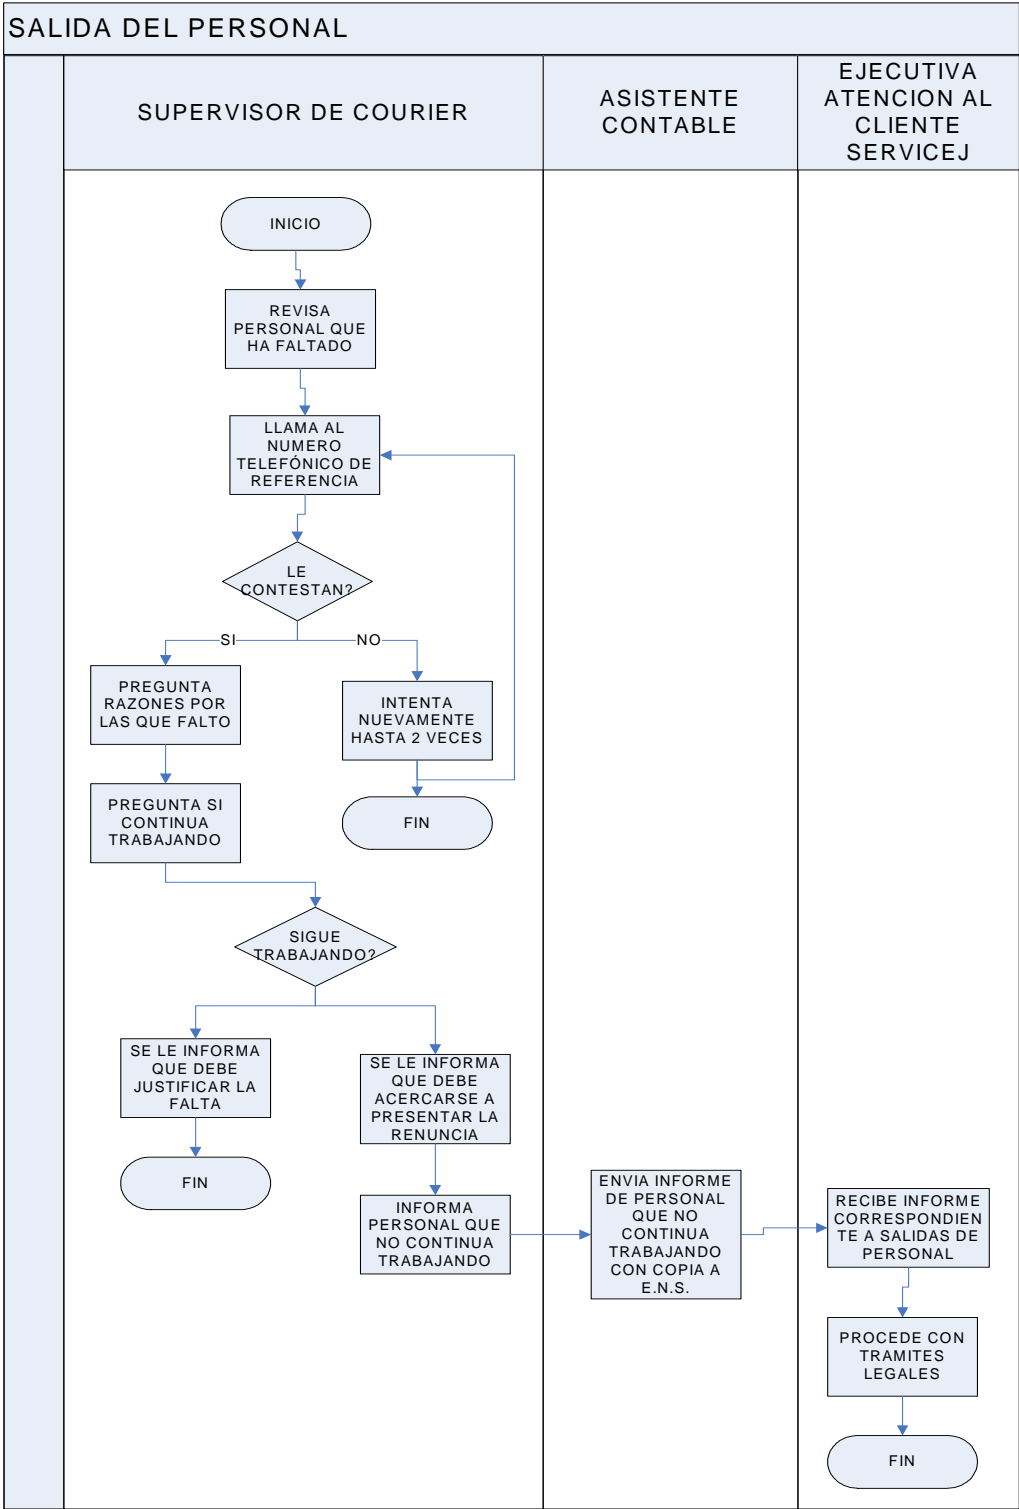 SALIDA DEL PERSONAL
SUPERVISOR DE COURIER
ASISTENTE
CONTABLE
EJECUTIVA
ATENCION AL
CLIENTE
SERVICEJ
INICIO
REVISA
PERSONAL QUE
HA FALTADO
LLAMA AL
NUMERO
TELEFÓNICO DE
REFERENCIA
LE
CONTESTAN?
SI
NO
PREGUNTA
RAZONES POR
LAS QUE FALTO
INTENTA
NUEVAMENTE
HASTA 2 VECES
PREGUNTA SI
CONTINUA
TRABAJANDO
FIN
SIGUE
TRABAJANDO?
SE LE INFORMA
QUE DEBE
JUSTIFICAR LA
FALTA
SE LE INFORMA
QUE DEBE
ACERCARSE A
PRESENTAR LA
RENUNCIA
FIN
INFORMA
PERSONAL QUE
NO CONTINUA
TRABAJANDO
ENVIA INFORME
DE PERSONAL
QUE NO
CONTINUA
TRABAJANDO
CON COPIA A
E.N.S.
RECIBE INFORME
CORRESPONDIEN
TE A SALIDAS DE
PERSONAL
PROCEDE CON
TRAMITES
LEGALES
FIN